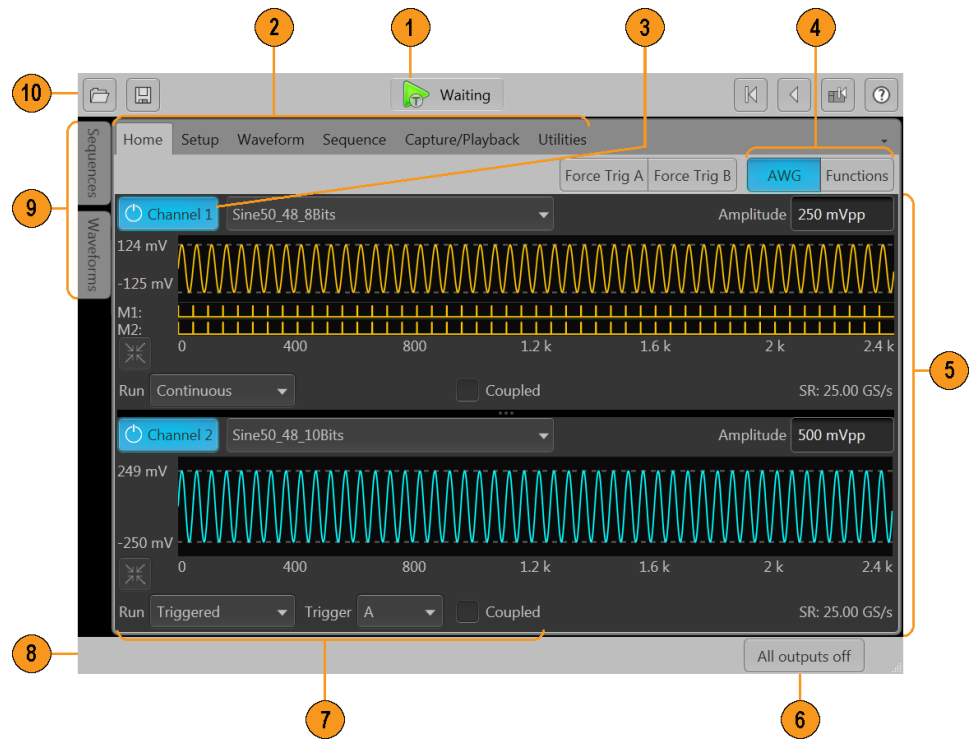 2
1
3
4
10
Waiting
Sequences
Waveforms
9
Home Setup Waveform Sequence Capture/Playback Utilities
Force Trig A Force Trig B AWG Functions
Channel 1 Sine50_48_8Bits Amplitude 250 mVpp
124 mV
-125 mV
M1:
M2:
0 400 800 1.2 k 1.6 k 2 k 2.4 k
Run Continuous Coupled SR: 25.00 GS/s
5
Channel 2 Sine50_48_10Bits Amplitude 500 mVpp
249 mV
-250 mV
0 400 800 1.2 k 1.6 k 2 k 2.4 k
Run Triggered Trigger A Coupled SR: 25.00 GS/s
8
All outputs off
7
6